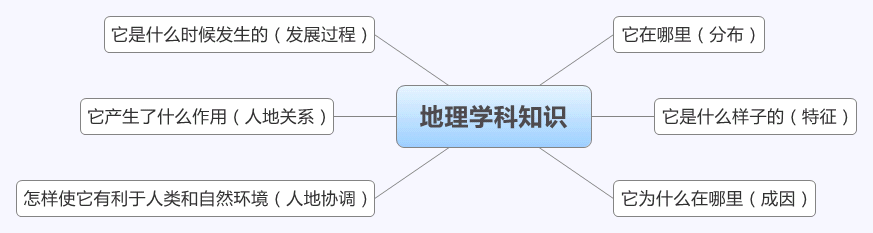 它是什么时候发生的（发展过程）
它在哪里（分布）
它产生了什么作用（人地关系）
地理学科知识
它是什么样子的（特征）
怎样使它有利于人类和自然环境（人地协调）
它为什么在哪里（成因）